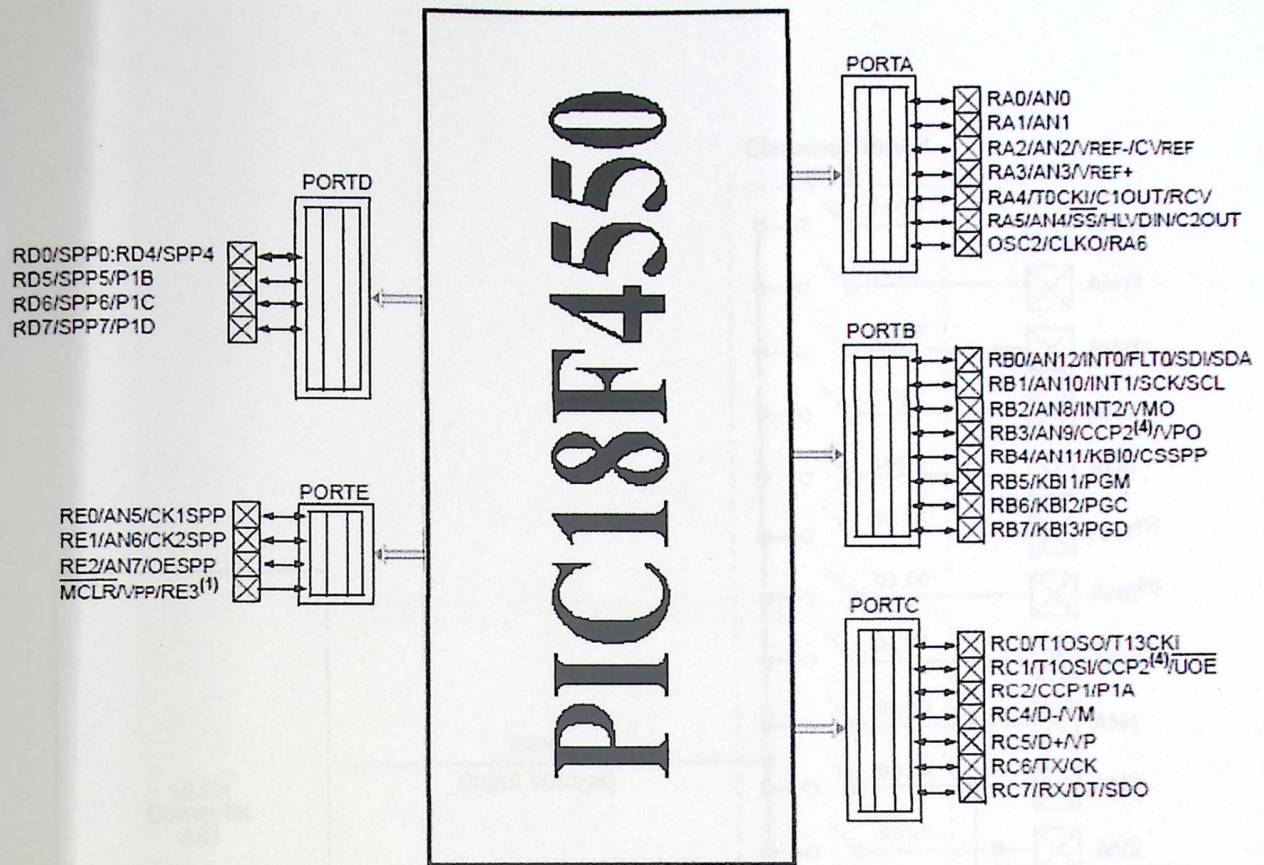 PIC18F4550
PORTD
RD0/SPP0:RD4/SPP4
RD5/SPP5/P1B
RD6/SPP6/P1C
RD7/SPP7/P1D
PORTE
RE0/AN5/CK1SPP
RE1/AN6/CK2SPP
RE2/AN7/OESPP
MCLR/VPP/RE3(1)
PORTA
RA0/AN0
RA1/AN1
RA2/AN2/VREF-/CVREF
RA3/AN3/VREF+
RA4/T0CKI/C1OUT/RCV
RA5/AN4/SS/HLVDIN/C2OUT
OSC2/CLKO/RA6
PORTB
RB0/AN12/INT0/FLT0/SDI/SDA
RB1/AN10/INT1/SCK/SCL
RB2/AN8/INT2/VMO
RB3/AN9/CCP2(4)/VPO
RB4/AN11/KBI0/CSSPP
RB5/KBI1/PGM
RB6/KBI2/PGC
RB7/KBI3/PGD
PORTC
RC0/T1OSO/T13CKI
RC1/T1OSI/CCP2(4)/UOE
RC2/CCP1/P1A
RC4/D-/VM
RC5/D+/VP
RC6/TX/CK
RC7/RX/DT/SDO